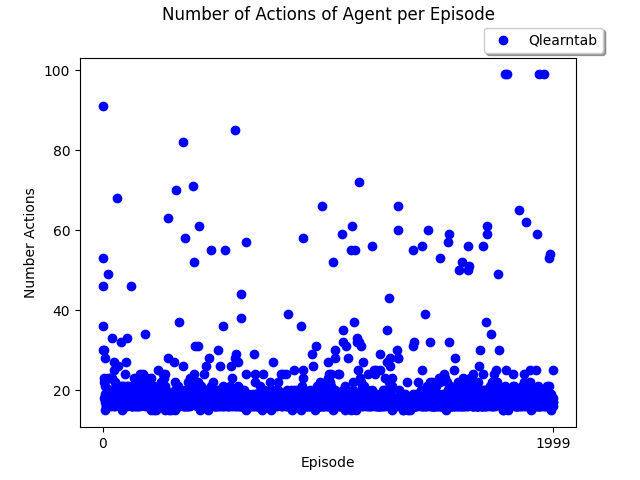 Number of Actions of Agent per Episode
Qlearntab
100
80
60
40
20
Number Actions
0
1999
Episode